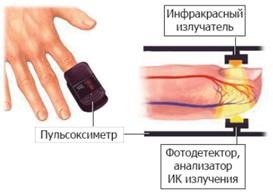 Инфракрасный
излучатель
Пульсоксиметр
Фотодетектор,
анализатор
ИК излучения